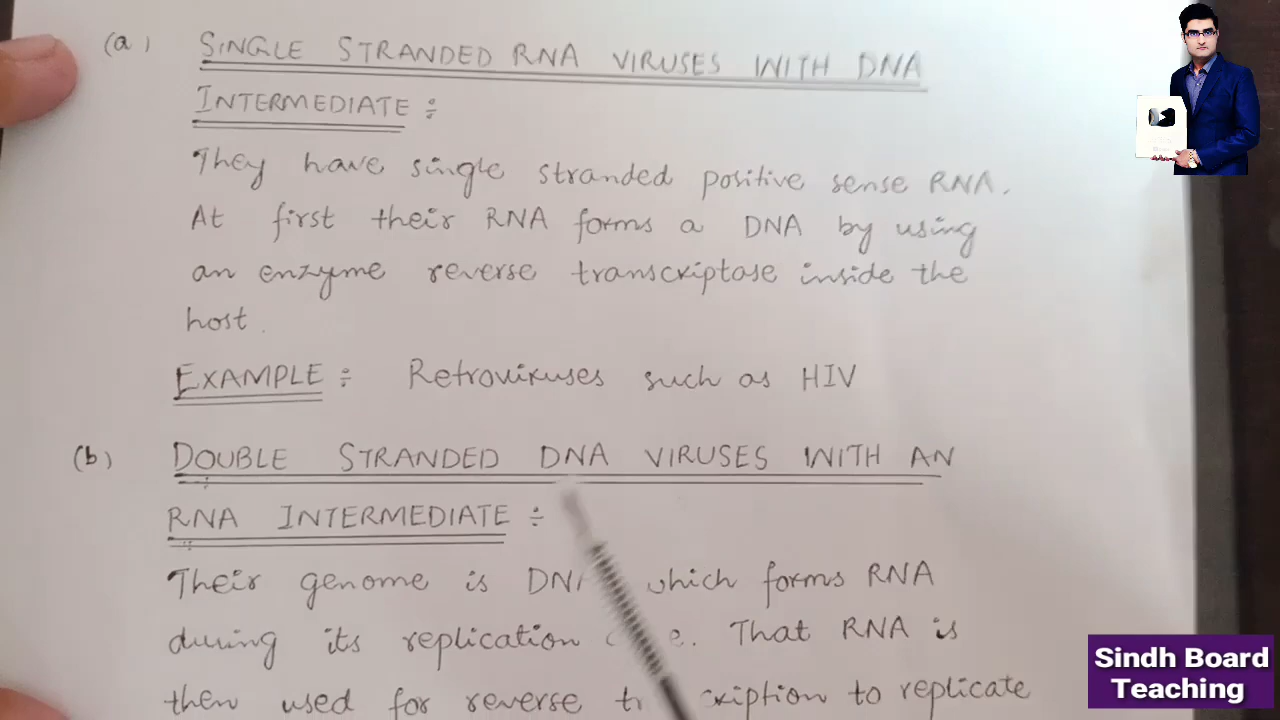 (a) SINGLE STRANDED RNA VIRUSES WITH DNA
INTERMEDIATE ÷
They have single stranded positive sense RNA.
At first their RNA forms a DNA by using
an enzyme reverse transcriptase inside the
host.
EXAMPLE ÷ Retroviruses such as HIV
(b) DOUBLE STRANDED DNA VIRUSES WITH AN
RNA INTERMEDIATE ÷
Their genome is which forms RNA
during its replication That RNA is
then used for reverse to replicate
Sindh Board
Teaching